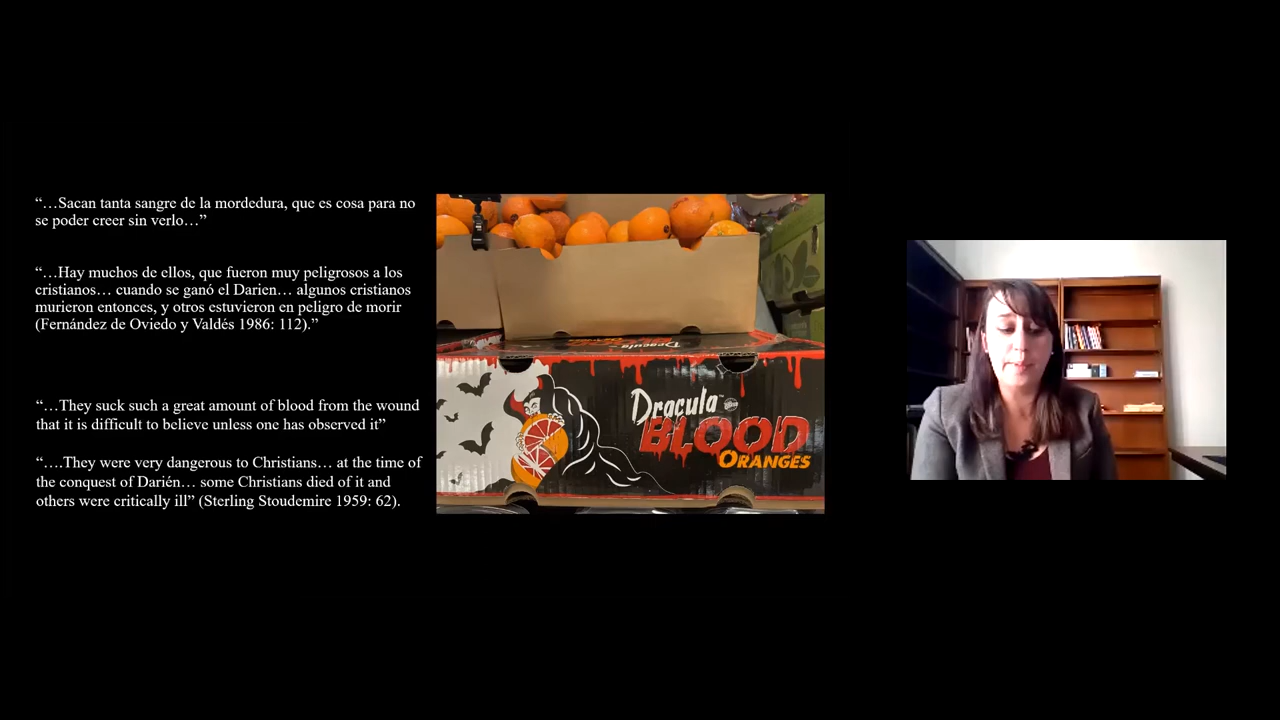 “…Sacan tanta sangre de la mordedura, que es cosa para no
se poder creer sin verlo…”
“…Hay muchos de ellos, que fueron muy peligrosos a los
cristianos… cuando se ganó el Darien… algunos cristianos
murieron entonces, y otros estuvieron en peligro de morir
(Fernández de Oviedo y Valdés 1986: 112).”
“…They suck such a great amount of blood from the wound
that it is difficult to believe unless one has observed it”
“….They were very dangerous to Christians… at the time of
the conquest of Darién… some Christians died of it and
others were critically ill” (Sterling Stoudemire 1959: 62).
Dracula
Dracula™
BLOOD
ORANGES